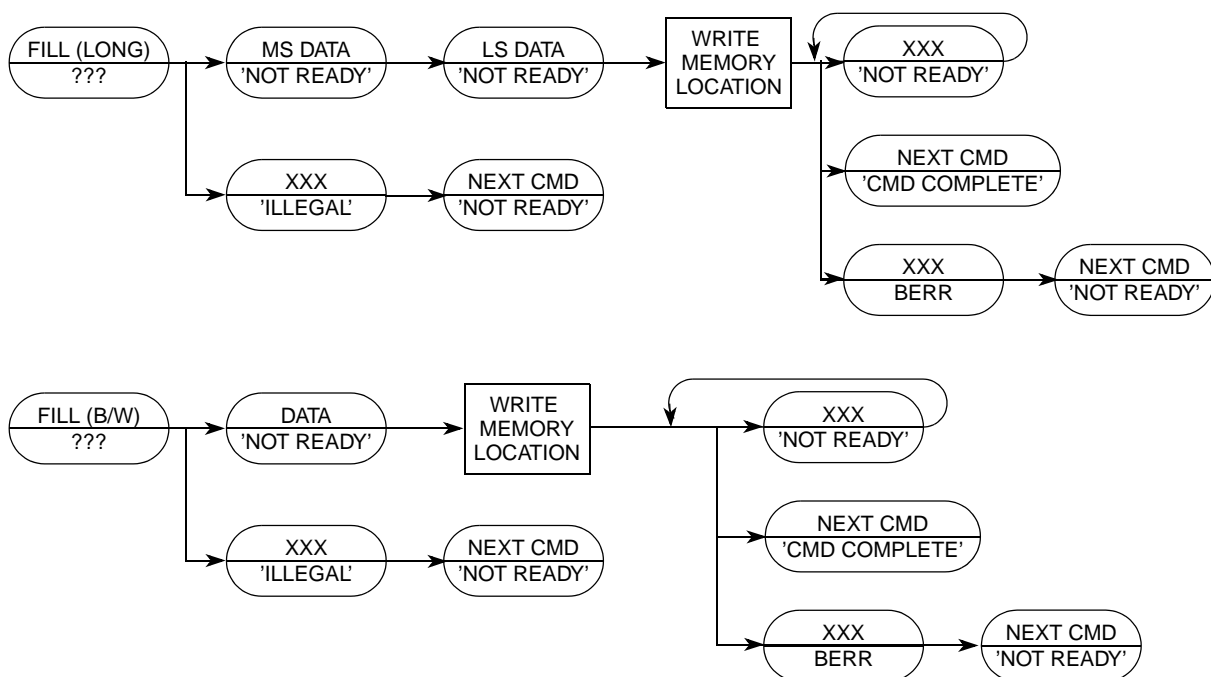 FILL (LONG)
???
MS DATA
'NOT READY'
LS DATA
'NOT READY'
WRITE
MEMORY
LOCATION
XXX
'NOT READY'
NEXT CMD
'CMD COMPLETE'
XXX
'ILLEGAL'
NEXT CMD
'NOT READY'
XXX
BERR
NEXT CMD
'NOT READY'
FILL (B/W)
???
DATA
'NOT READY'
WRITE
MEMORY
LOCATION
XXX
'NOT READY'
NEXT CMD
'CMD COMPLETE'
XXX
'ILLEGAL'
NEXT CMD
'NOT READY'
XXX
BERR
NEXT CMD
'NOT READY'